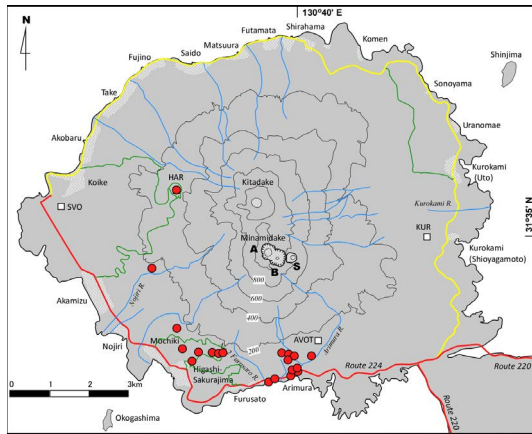 130°40' E
N
Shirahama
Futamata
Komen
Matsuura
Saido
Fujino
Shinjima
Take
Sonoyama
Akobaru
Uranomae
HAR
Kurokami
(Uto)
Koike
Kitadake
SVO
Kurokami R.
31°35' N
Minamidake
KUR
A
S
B
Kurokami
(Shioyagamoto)
800
Nojiri R.
600
Akamizu
400
Mochiki
AVOT
Arimura R.
Nojiri
200
Higashi-
Sakurajima
Route 224
Arimura
0 1 2 3km
Furusato
Route 220
Route 220
Okogashima